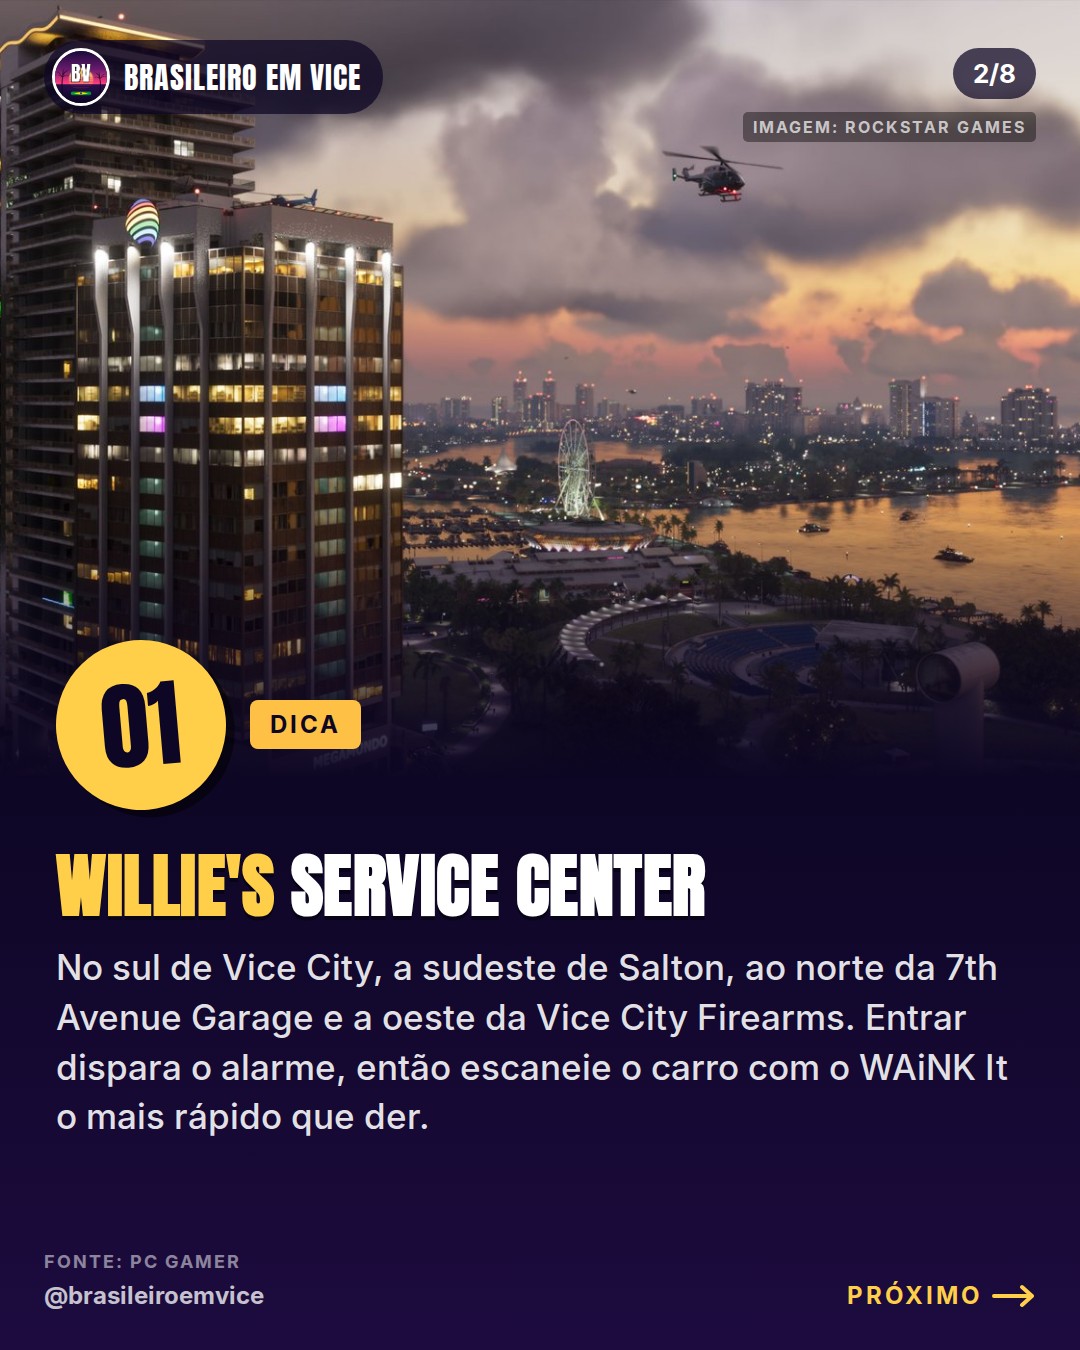 BV
BRASILEIRO EM VICE
2/8
IMAGEM: ROCKSTAR GAMES
01
DICA
WILLIE'S SERVICE CENTER
No sul de Vice City, a sudeste de Salton, ao norte da 7th
Avenue Garage e a oeste da Vice City Firearms. Entrar
dispara o alarme, então escaneie o carro com o WAiNK It
o mais rápido que der.
FONTE: PC GAMER
@brasileiroemvice
PRÓXIMO